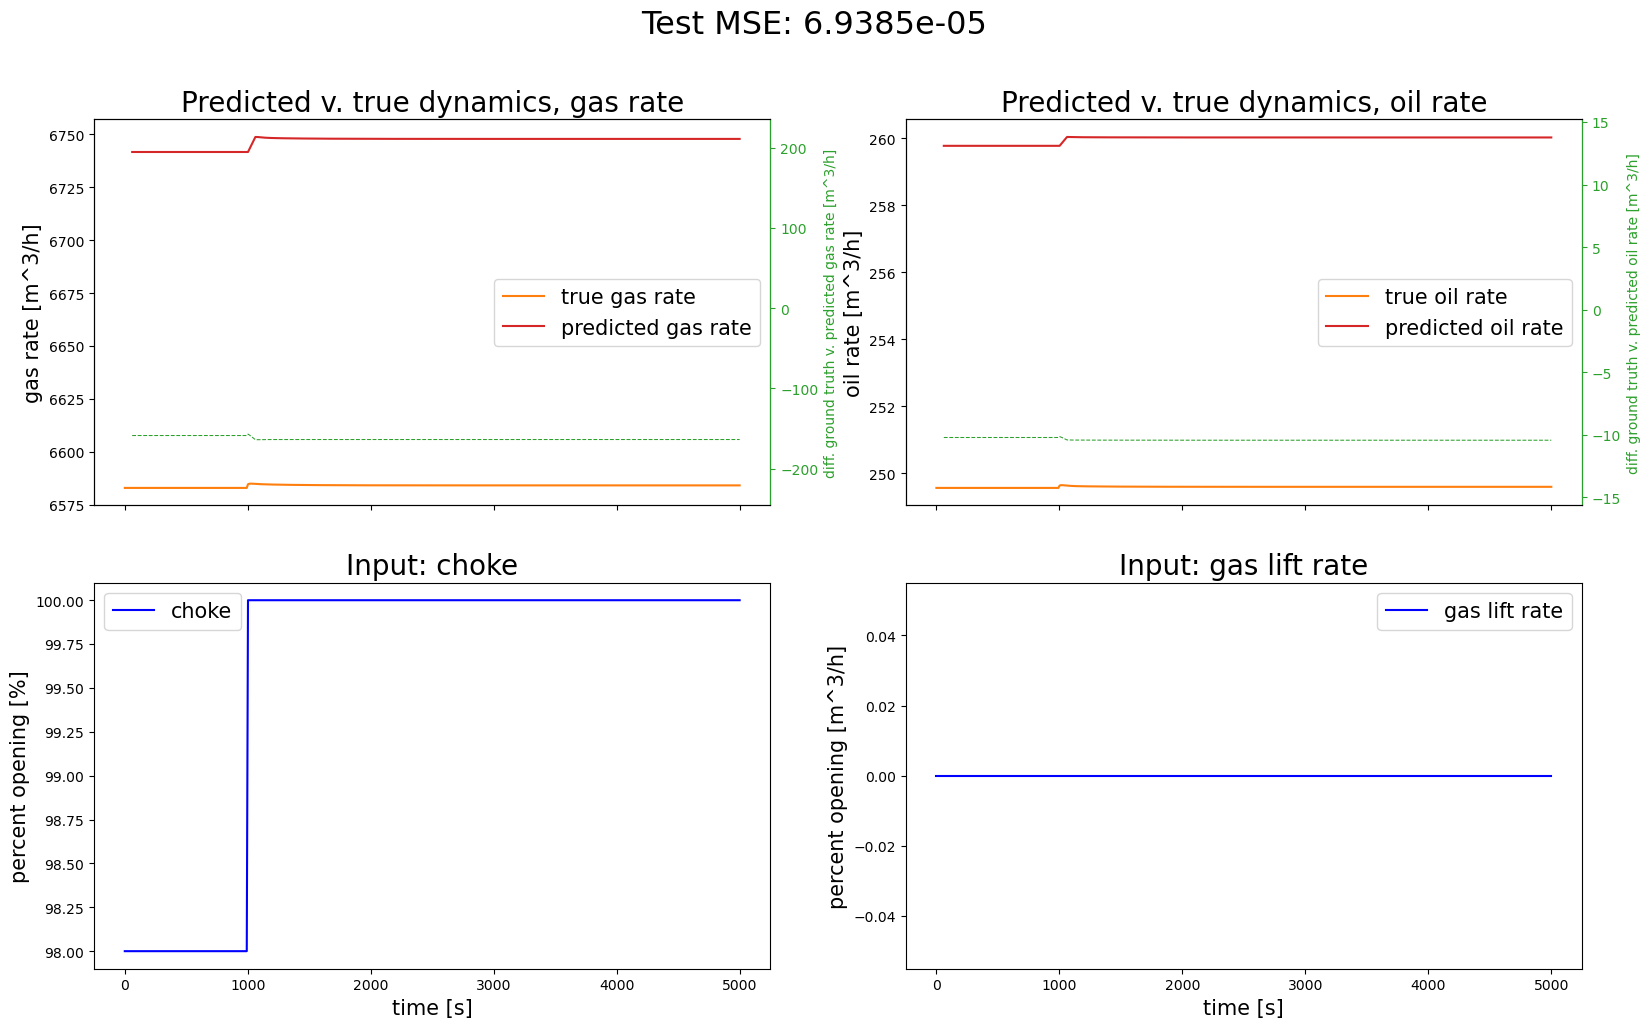 Test MSE: 6.9385e-05
Predicted v. true dynamics, gas rate
gas rate [m^3/h]
6750
6725
6700
6675
6650
6625
6600
6575
true gas rate
predicted gas rate
200
100
0
−100
−200
diff. ground truth v. predicted gas rate [m^3/h]
Predicted v. true dynamics, oil rate
oil rate [m^3/h]
260
258
256
254
252
250
true oil rate
predicted oil rate
15
10
5
0
−5
−10
−15
diff. ground truth v. predicted oil rate [m^3/h]
Input: choke
percent opening [%]
100.00
99.75
99.50
99.25
99.00
98.75
98.50
98.25
98.00
choke
0 1000 2000 3000 4000 5000
time [s]
Input: gas lift rate
percent opening [m^3/h]
0.04
0.02
0.00
−0.02
−0.04
gas lift rate
0 1000 2000 3000 4000 5000
time [s]